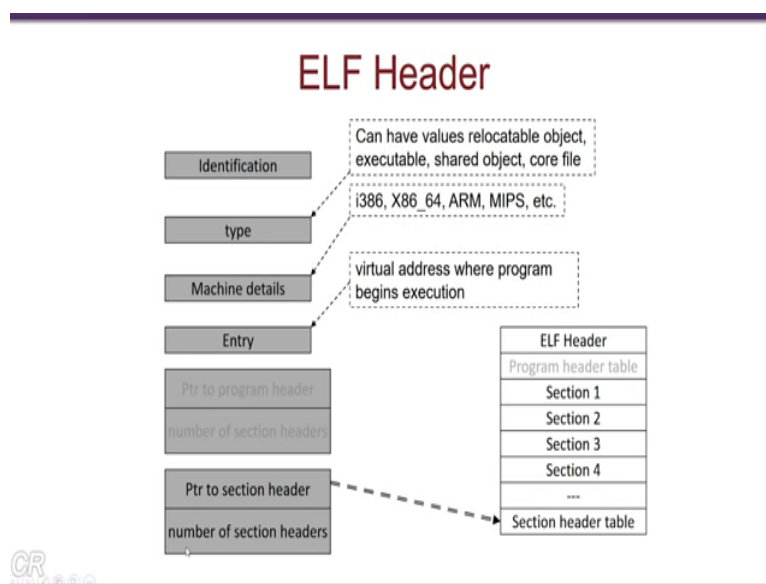 ELF Header
Can have values relocatable object,
executable, shared object, core file
Identification
i386, X86_64, ARM, MIPS, etc.
type
virtual address where program
begins execution
Machine details
Entry
Ptr to program header
number of section headers
Ptr to section header
number of section headers
ELF Header
Program header table
Section 1
Section 2
Section 3
Section 4
---
Section header table
CR